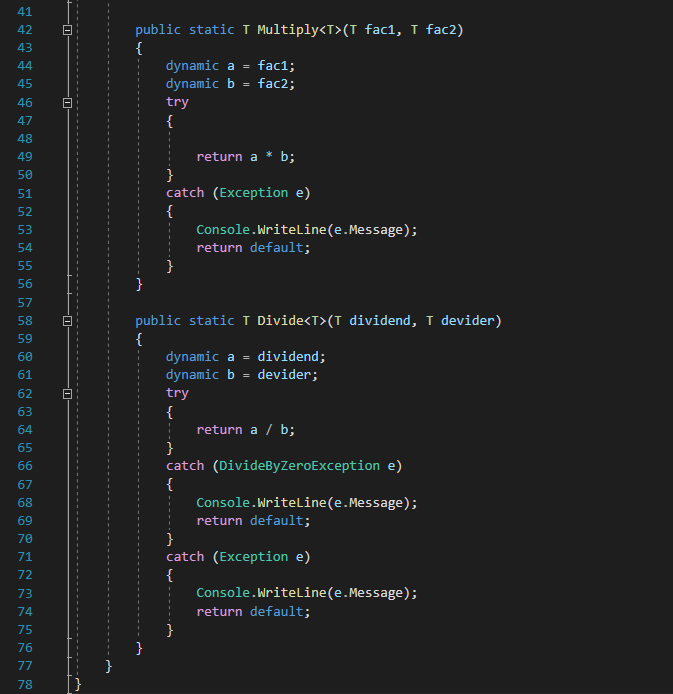 41
42 public static T Multiply<T>(T fac1, T fac2)
43 {
44 dynamic a = fac1;
45 dynamic b = fac2;
46 try
47 {
48
49 return a * b;
50 }
51 catch (Exception e)
52 {
53 Console.WriteLine(e.Message);
54 return default;
55 }
56 }
57
58 public static T Divide<T>(T dividend, T devider)
59 {
60 dynamic a = dividend;
61 dynamic b = devider;
62 try
63 {
64 return a / b;
65 }
66 catch (DivideByZeroException e)
67 {
68 Console.WriteLine(e.Message);
69 return default;
70 }
71 catch (Exception e)
72 {
73 Console.WriteLine(e.Message);
74 return default;
75 }
76 }
77 }
78 }